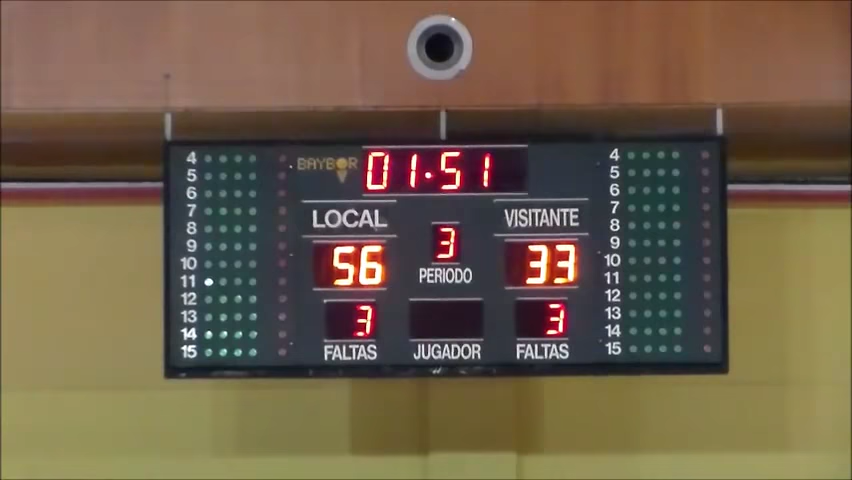 BAYBOR 01.51
LOCAL VISITANTE
56 3 33
PERIODO
3 3
FALTAS JUGADOR FALTAS
4 4
5 5
6 6
7 7
8 8
9 9
10 10
11 11
12 12
13 13
14 14
15 15